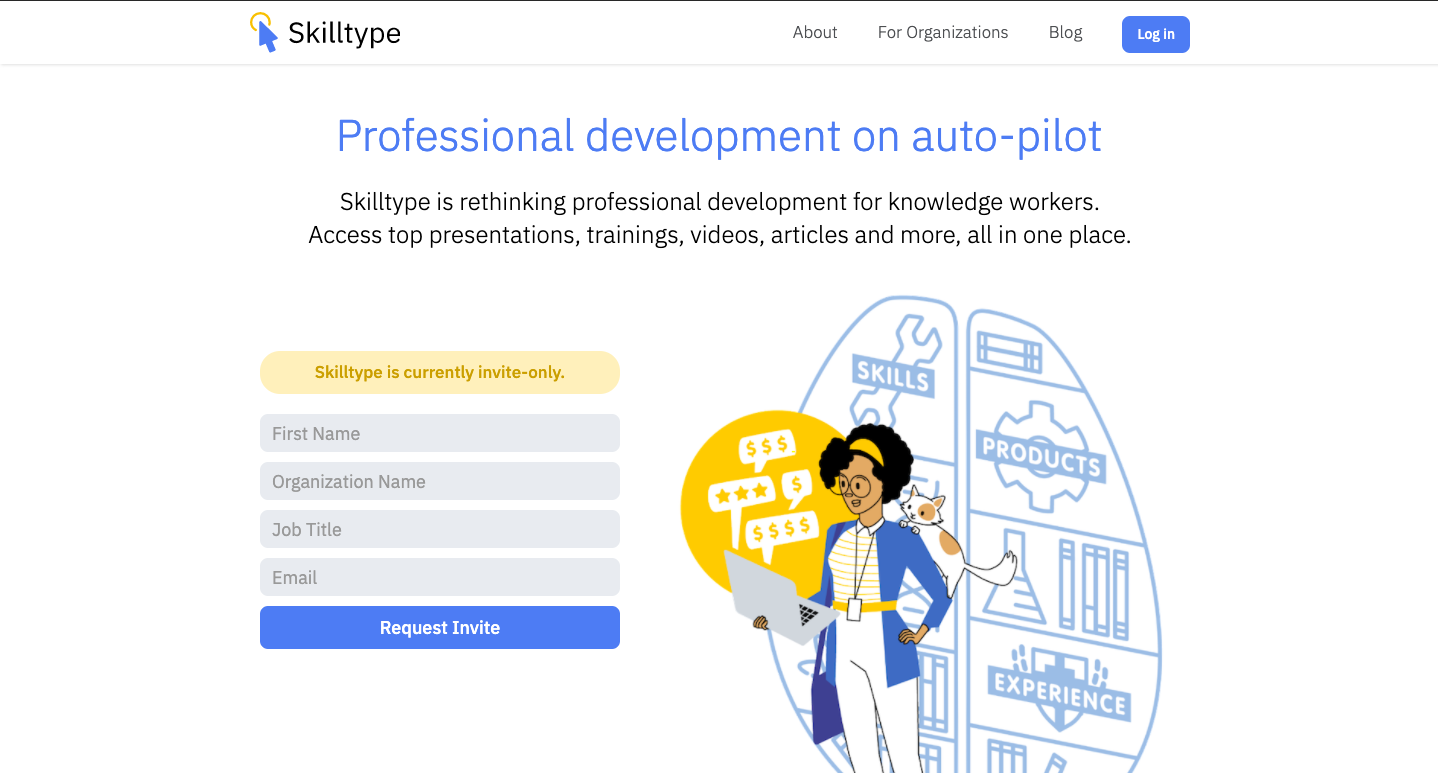 Skilltype
About
For Organizations
Blog
Log in
Professional development on auto-pilot
Skilltype is rethinking professional development for knowledge workers.
Access top presentations, trainings, videos, articles and more, all in one place.
Skilltype is currently invite-only.
First Name
Organization Name
Job Title
Email
Request Invite
SKILLS
PRODUCTS
$$$
$
$$$$
EXPERIENCE